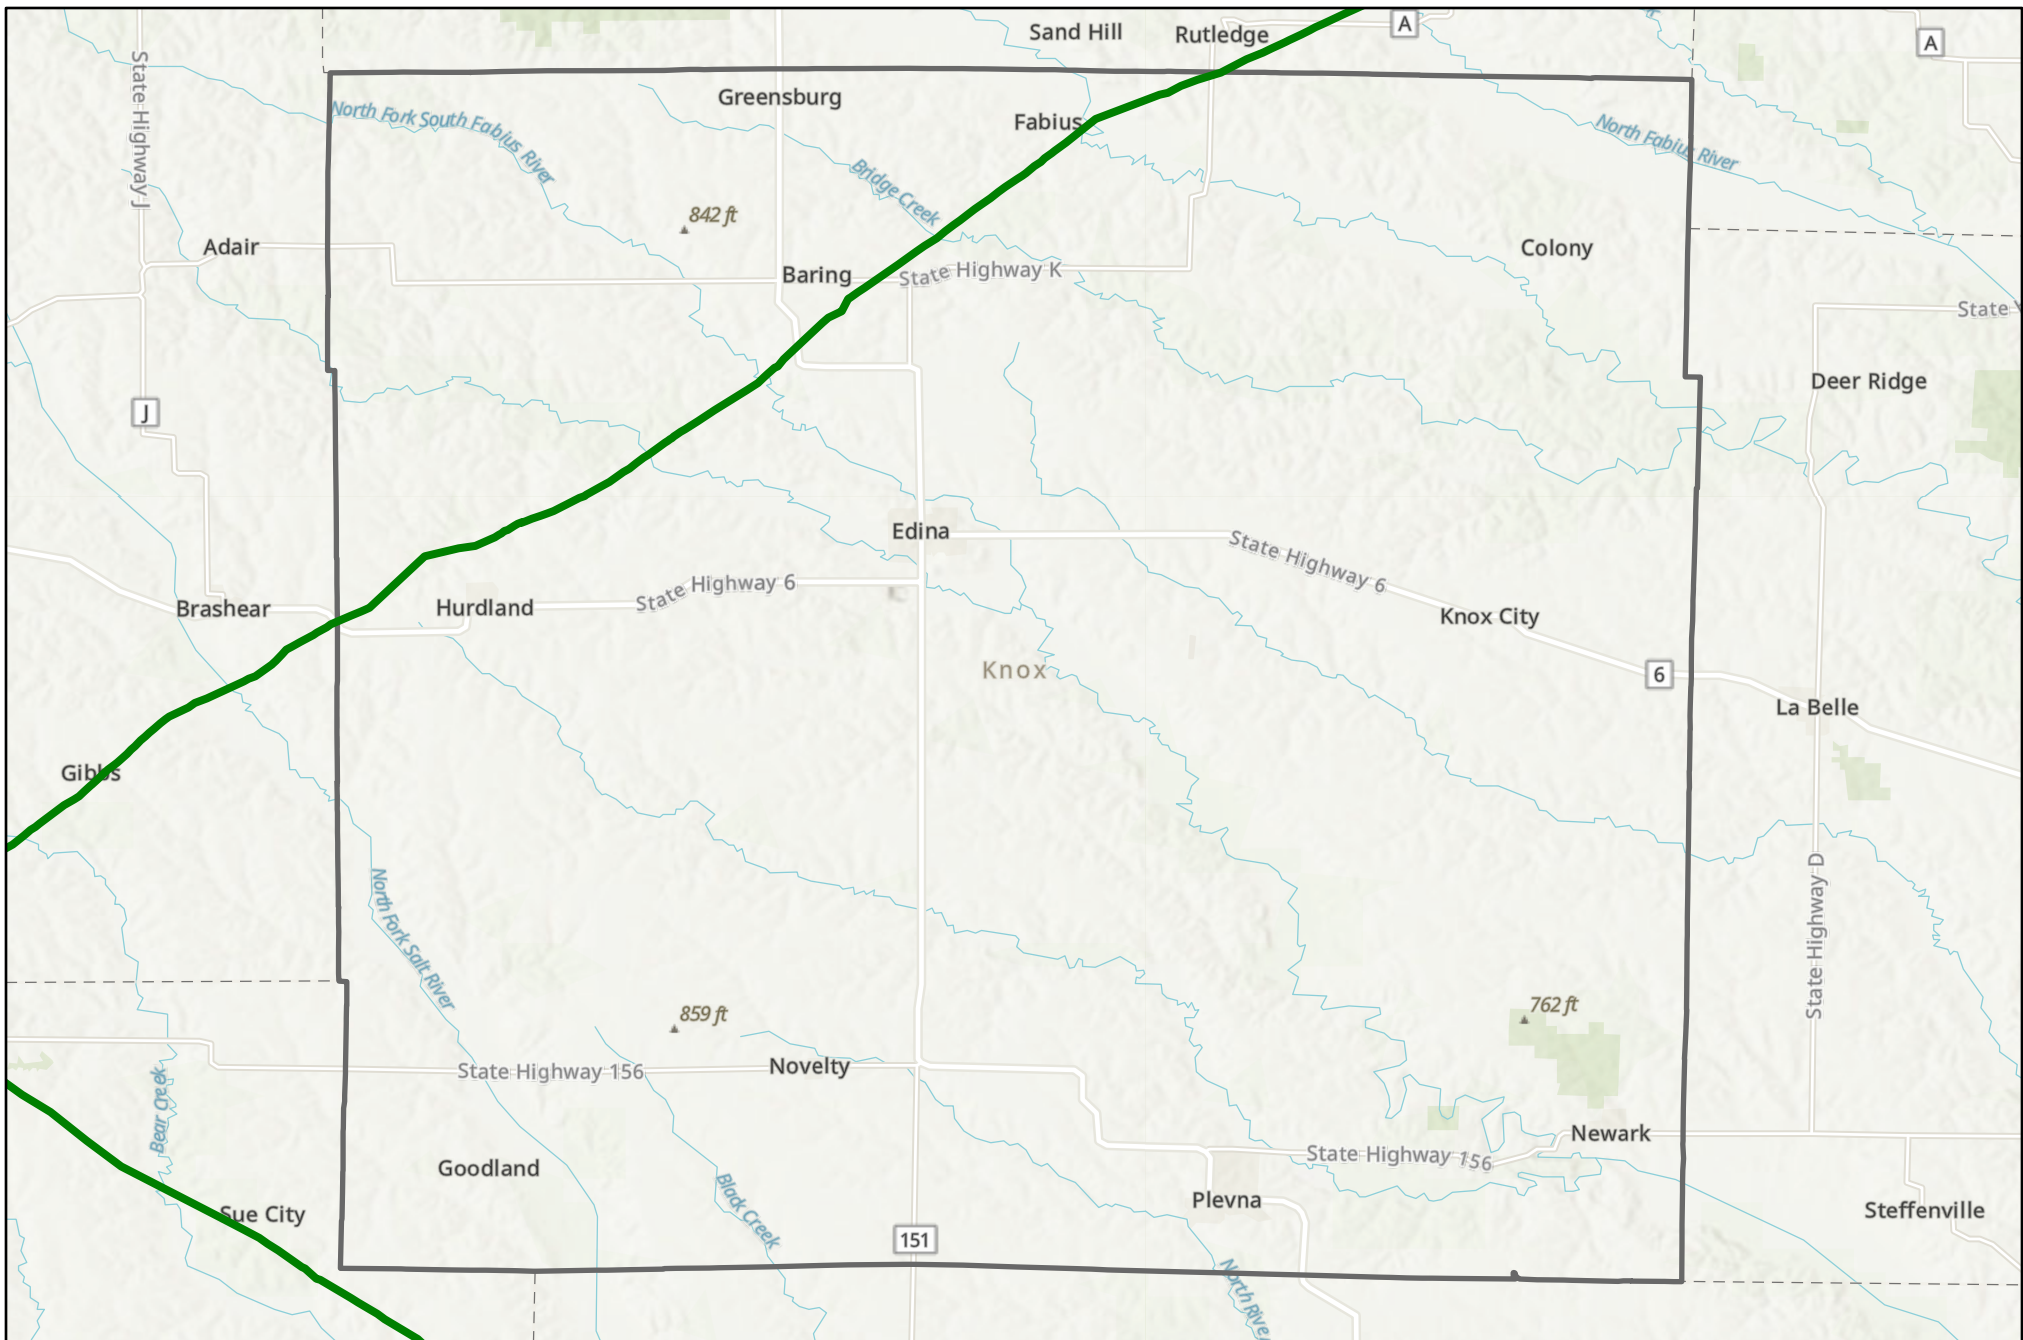 Sand Hill
Rutledge
A
A
State Highway J
Greensburg
Fabius
North Fork South Fabius River
North Fabius River
Bridge Creek
842 ft
Adair
Colony
Baring
State Highway K
State
Deer Ridge
J
Edina
State Highway 6
State Highway 6
Brashear
Hurdland
Knox City
Knox
6
La Belle
Gibbs
State Highway D
North Fork Salt River
859 ft
762 ft
State Highway 156
Novelty
Bear Creek
Newark
State Highway 156
Goodland
Plevna
Black Creek
Sue City
Steffenville
151
North River